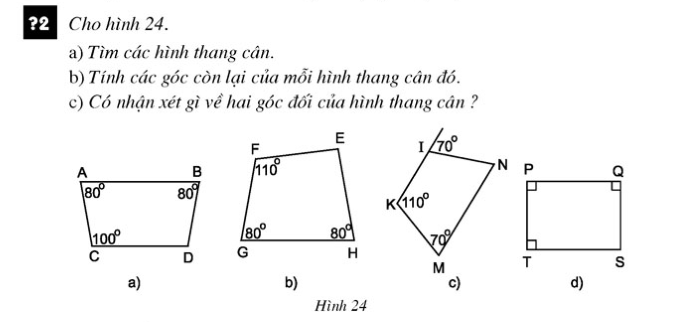 ?2 Cho hình 24.
a) Tìm các hình thang cân.
b) Tính các góc còn lại của mỗi hình thang cân đó.
c) Có nhận xét gì về hai góc đối của hình thang cân ?
A B 80° 80° 100° C D
F E 110° 80° 80° G H
I 70° N K 110° 70° M
P Q T S
a) b) c) d)
Hình 24